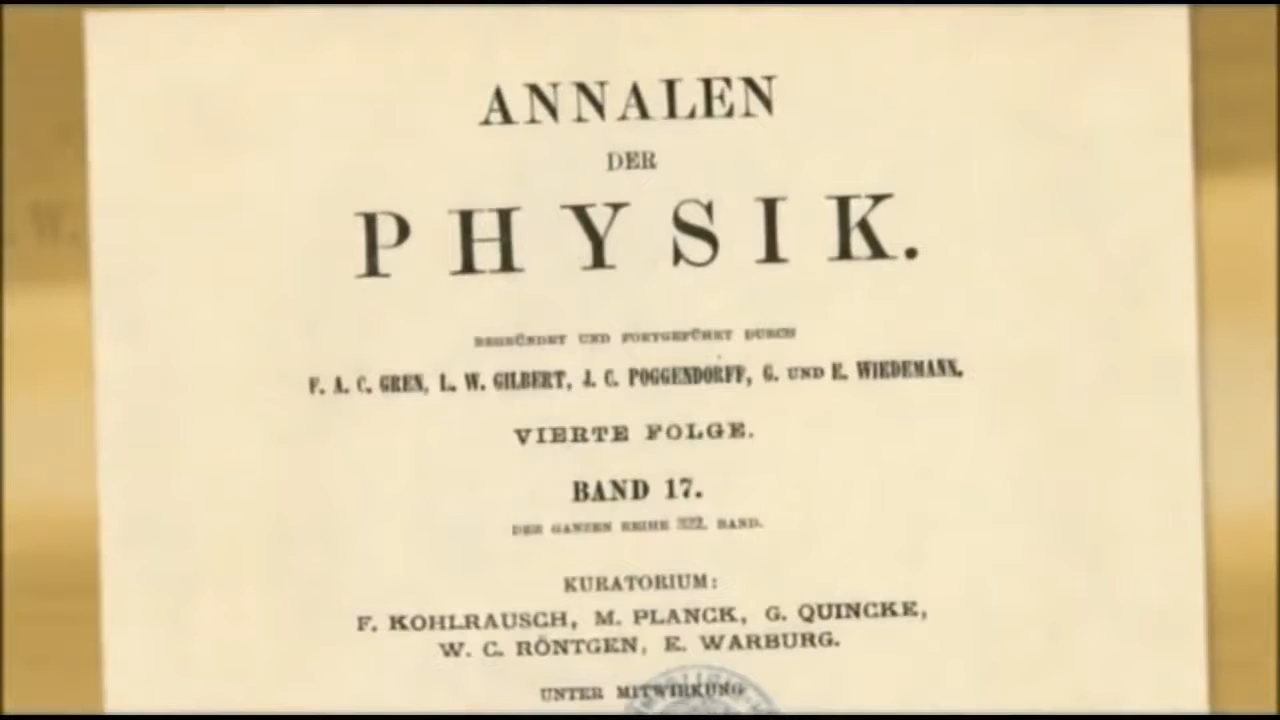 ANNALEN
DER
PHYSIK.
BEGRÜNDET UND FORTGEFÜHRT DURCH
F. A. C. GREN, L. W. GILBERT, J. C. POGGENDORFF, G. UND E. WIEDEMANN.
VIERTE FOLGE.
BAND 17.
DER GANZEN REIHE 322. BAND.
KURATORIUM:
F. KOHLRAUSCH, M. PLANCK, G. QUINCKE,
W. C. RÖNTGEN, E. WARBURG.
UNTER MITWIRKUNG
W.